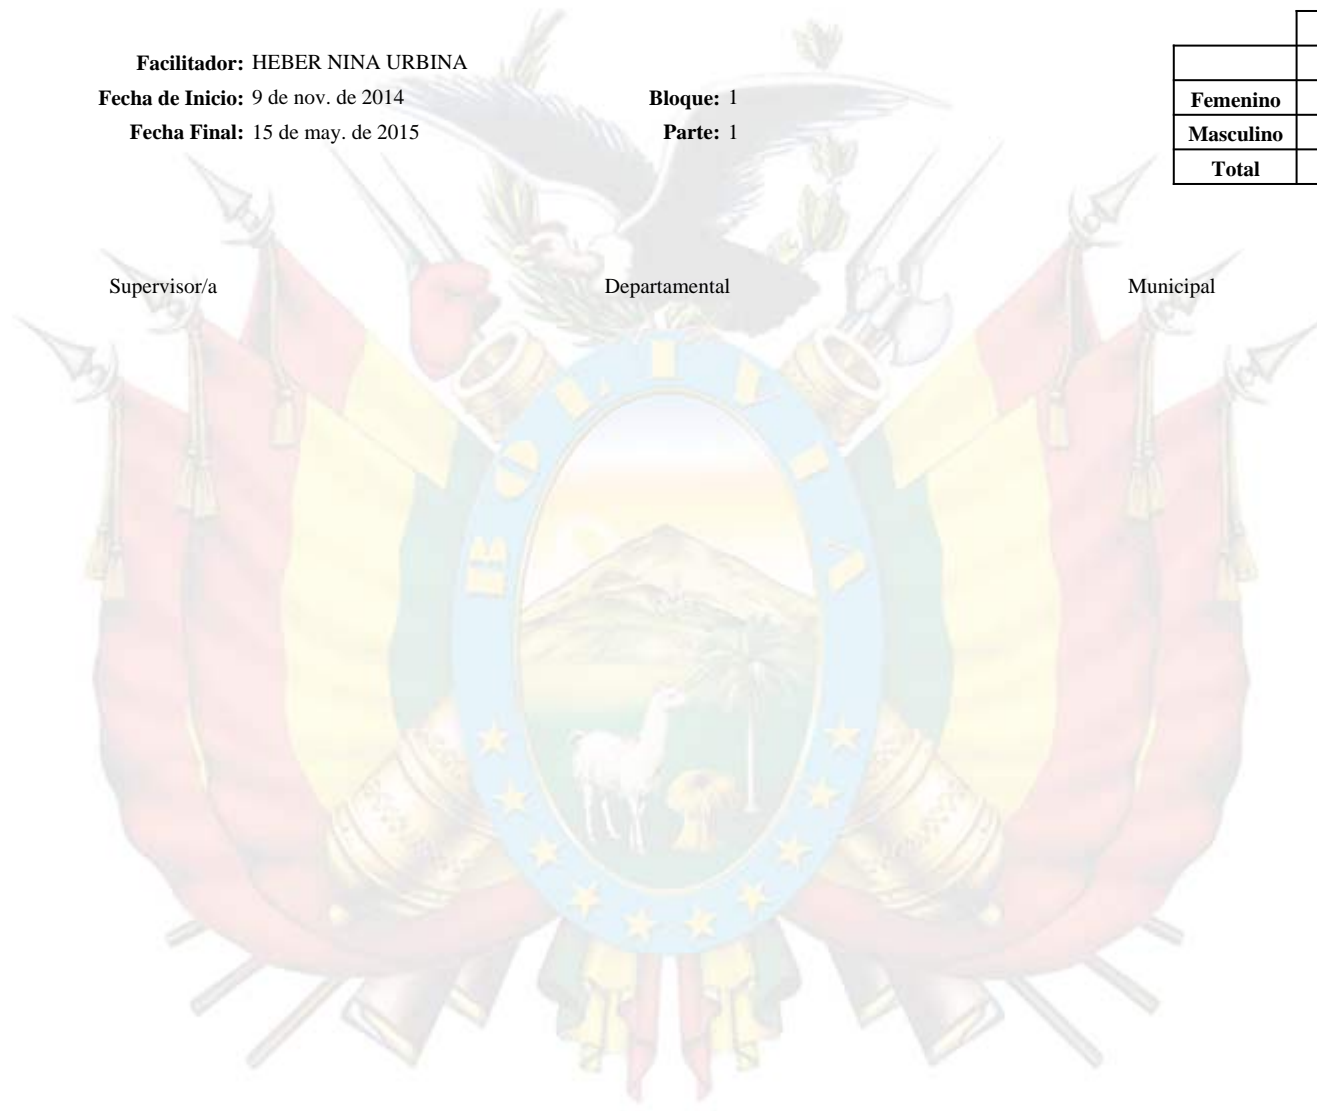 Facilitador: HEBER NINA URBINA
Fecha de Inicio: 9 de nov. de 2014 Bloque: 1
Femenino
Fecha Final: 15 de may. de 2015 Parte: 1
Masculino
Total
Supervisor/a Departamental Municipal
BOLIVIA